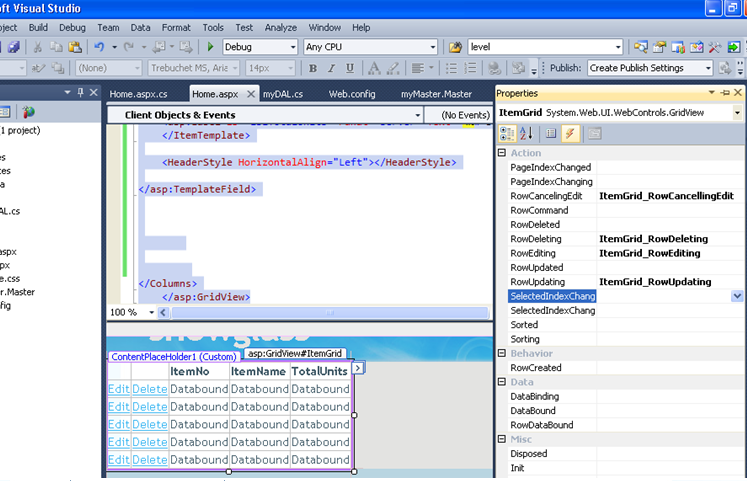 oft Visual Studio
oject Build Debug Team Data Format Tools Test Analyze Window Help
Debug Any CPU level
(None) Trebuchet MS, Aria 14px B I U A Publish: Create Publish Settings
Home.aspx.cs Home.aspx myDAL.cs Web.config myMaster.Master
Client Objects & Events (No Events)
1 project)
es
tes
a
AL.cs
aspx
px
e.css
er.Master
fig
</ItemTemplate>
<HeaderStyle HorizontalAlign="Left"></HeaderStyle>
</asp:TemplateField>
</Columns>
</asp:GridView>
100 %
ContentPlaceHolder1 (Custom) asp:GridView#ItemGrid
ItemNo ItemName TotalUnits
Edit Delete Databound Databound Databound
Edit Delete Databound Databound Databound
Edit Delete Databound Databound Databound
Edit Delete Databound Databound Databound
Edit Delete Databound Databound Databound
Properties
ItemGrid System.Web.UI.WebControls.GridView
Action
PageIndexChanged
PageIndexChanging
RowCancelingEdit ItemGrid_RowCancellingEdit
RowCommand
RowDeleted
RowDeleting ItemGrid_RowDeleting
RowEditing ItemGrid_RowEditing
RowUpdated
RowUpdating ItemGrid_RowUpdating
SelectedIndexChang
SelectedIndexChang
Sorted
Sorting
Behavior
RowCreated
Data
DataBinding
DataBound
RowDataBound
Misc
Disposed
Init